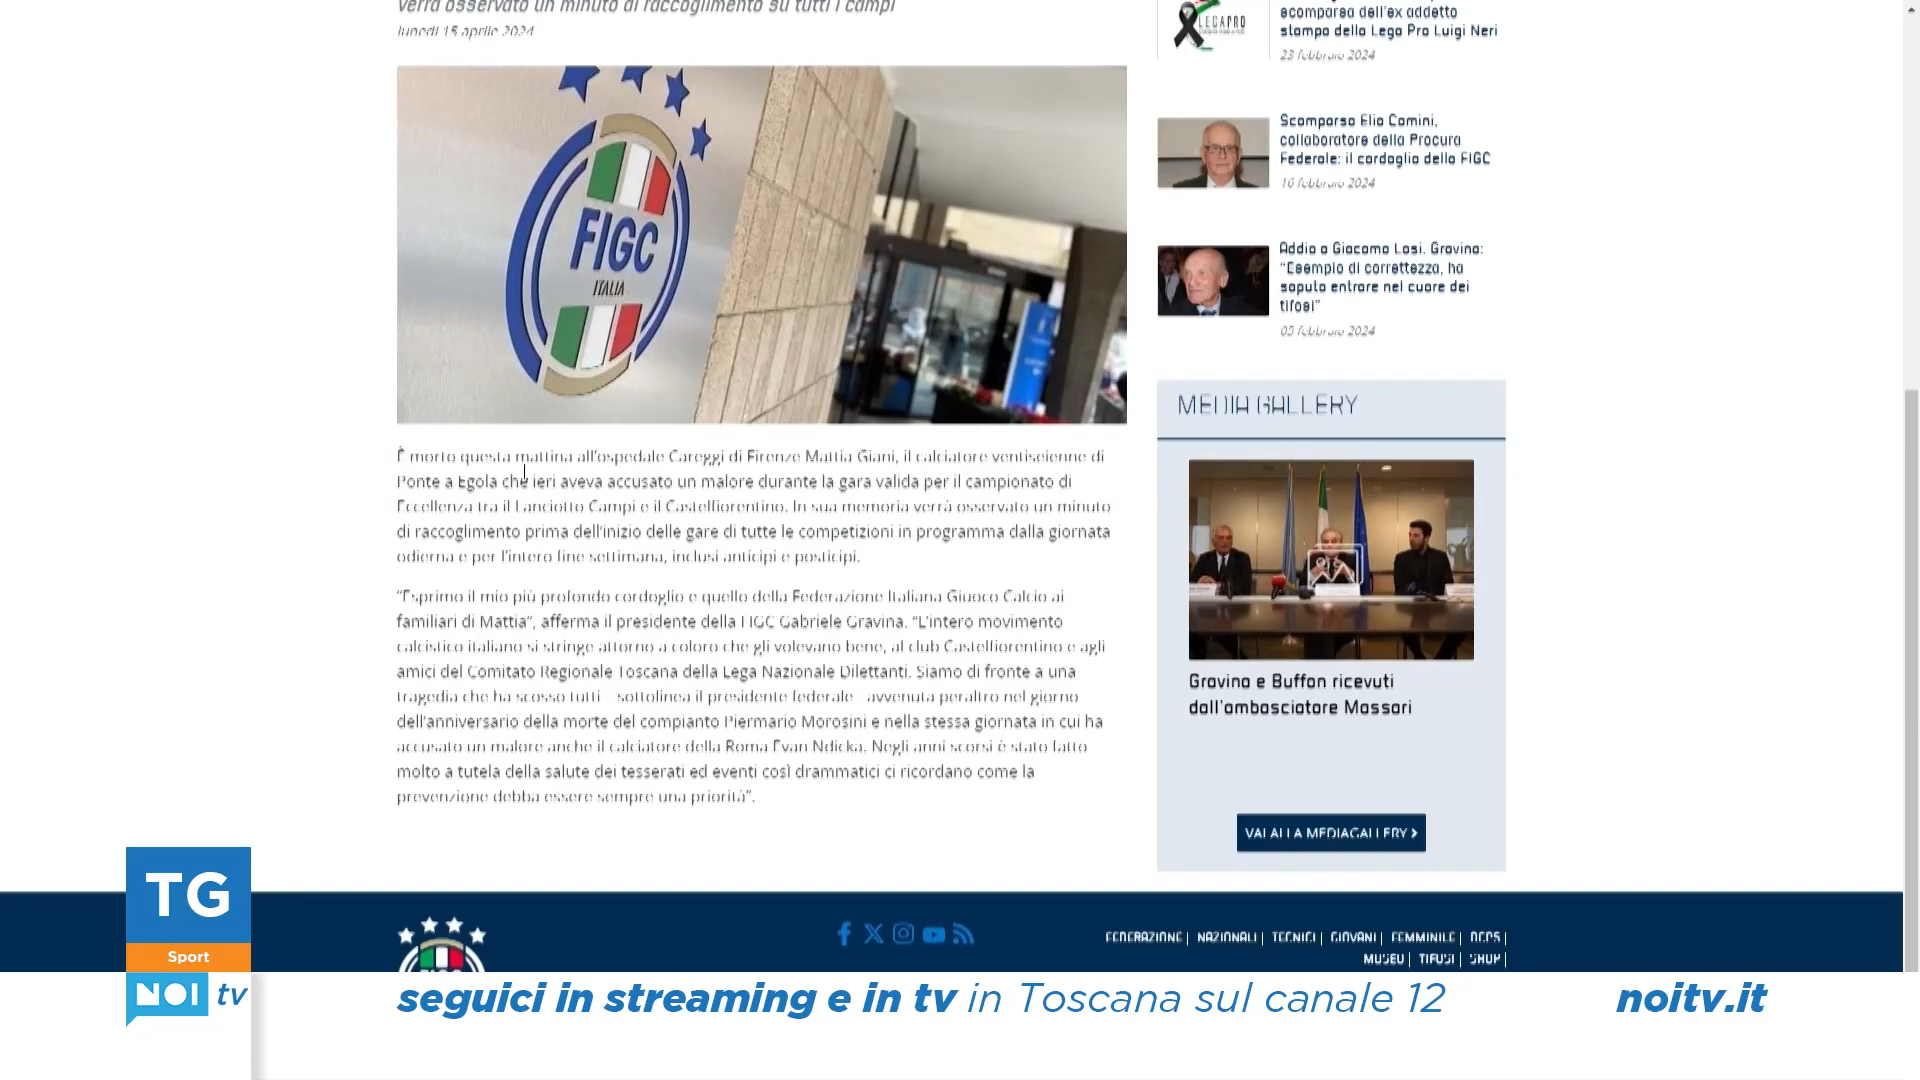 verrà osservato un minuto di raccoglimento su tutti i campi
lunedì 15 aprile 2024
FIGC
ITALIA
È morto questa mattina all'ospedale Careggi di Firenze Mattia Giani, il calciatore ventiseienne di
Ponte a Egola che ieri aveva accusato un malore durante la gara valida per il campionato di
Eccellenza tra il Lanciotto Campi e il Castelfiorentino. In sua memoria verrà osservato un minuto
di raccoglimento prima dell'inizio delle gare di tutte le competizioni in programma dalla giornata
odierna e per l'intero fine settimana, inclusi anticipi e posticipi.
“Esprimo il mio più profondo cordoglio e quello della Federazione Italiana Giuoco Calcio ai
familiari di Mattia”, afferma il presidente della FIGC Gabriele Gravina. “L'intero movimento
calcistico italiano si stringe attorno a coloro che gli volevano bene, al club Castelfiorentino e agli
amici del Comitato Regionale Toscana della Lega Nazionale Dilettanti. Siamo di fronte a una
tragedia che ha scosso tutti - sottolinea il presidente federale - avvenuta peraltro nel giorno
dell'anniversario della morte del compianto Piermario Morosini e nella stessa giornata in cui ha
accusato un malore anche il calciatore della Roma Evan Ndicka. Negli anni scorsi è stato fatto
molto a tutela della salute dei tesserati ed eventi così drammatici ci ricordano come la
prevenzione debba essere sempre una priorità”.
LEGAPRO
scomparsa dell'ex addetto
stampa della Lega Pro Luigi Neri
23 febbraio 2024
Scomparso Elio Comini,
collaboratore della Procura
Federale: il cordoglio della FIGC
16 febbraio 2024
Addio a Giacomo Losi. Gravina:
“Esempio di correttezza, ha
saputo entrare nel cuore dei
tifosi”
05 febbraio 2024
MEDIA GALLERY
Gravina e Buffon ricevuti
dall'ambasciatore Massari
VAI ALLA MEDIAGALLERY
FEDERAZIONE | NAZIONALI | TECNICI | GIOVANI | FEMMINILE | DCPS |
MUSEO | TIFOSI | SHOP |
TG
Sport
NOI tv
seguici in streaming e in tv in Toscana sul canale 12
noitv.it